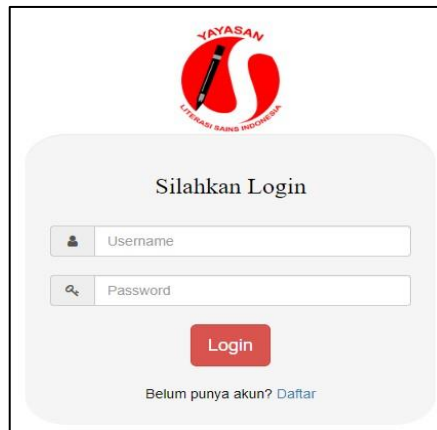 YAYASAN
LITERASI SAINS INDONESIA
Silahkan Login
Username
Password
Login
Belum punya akun? Daftar